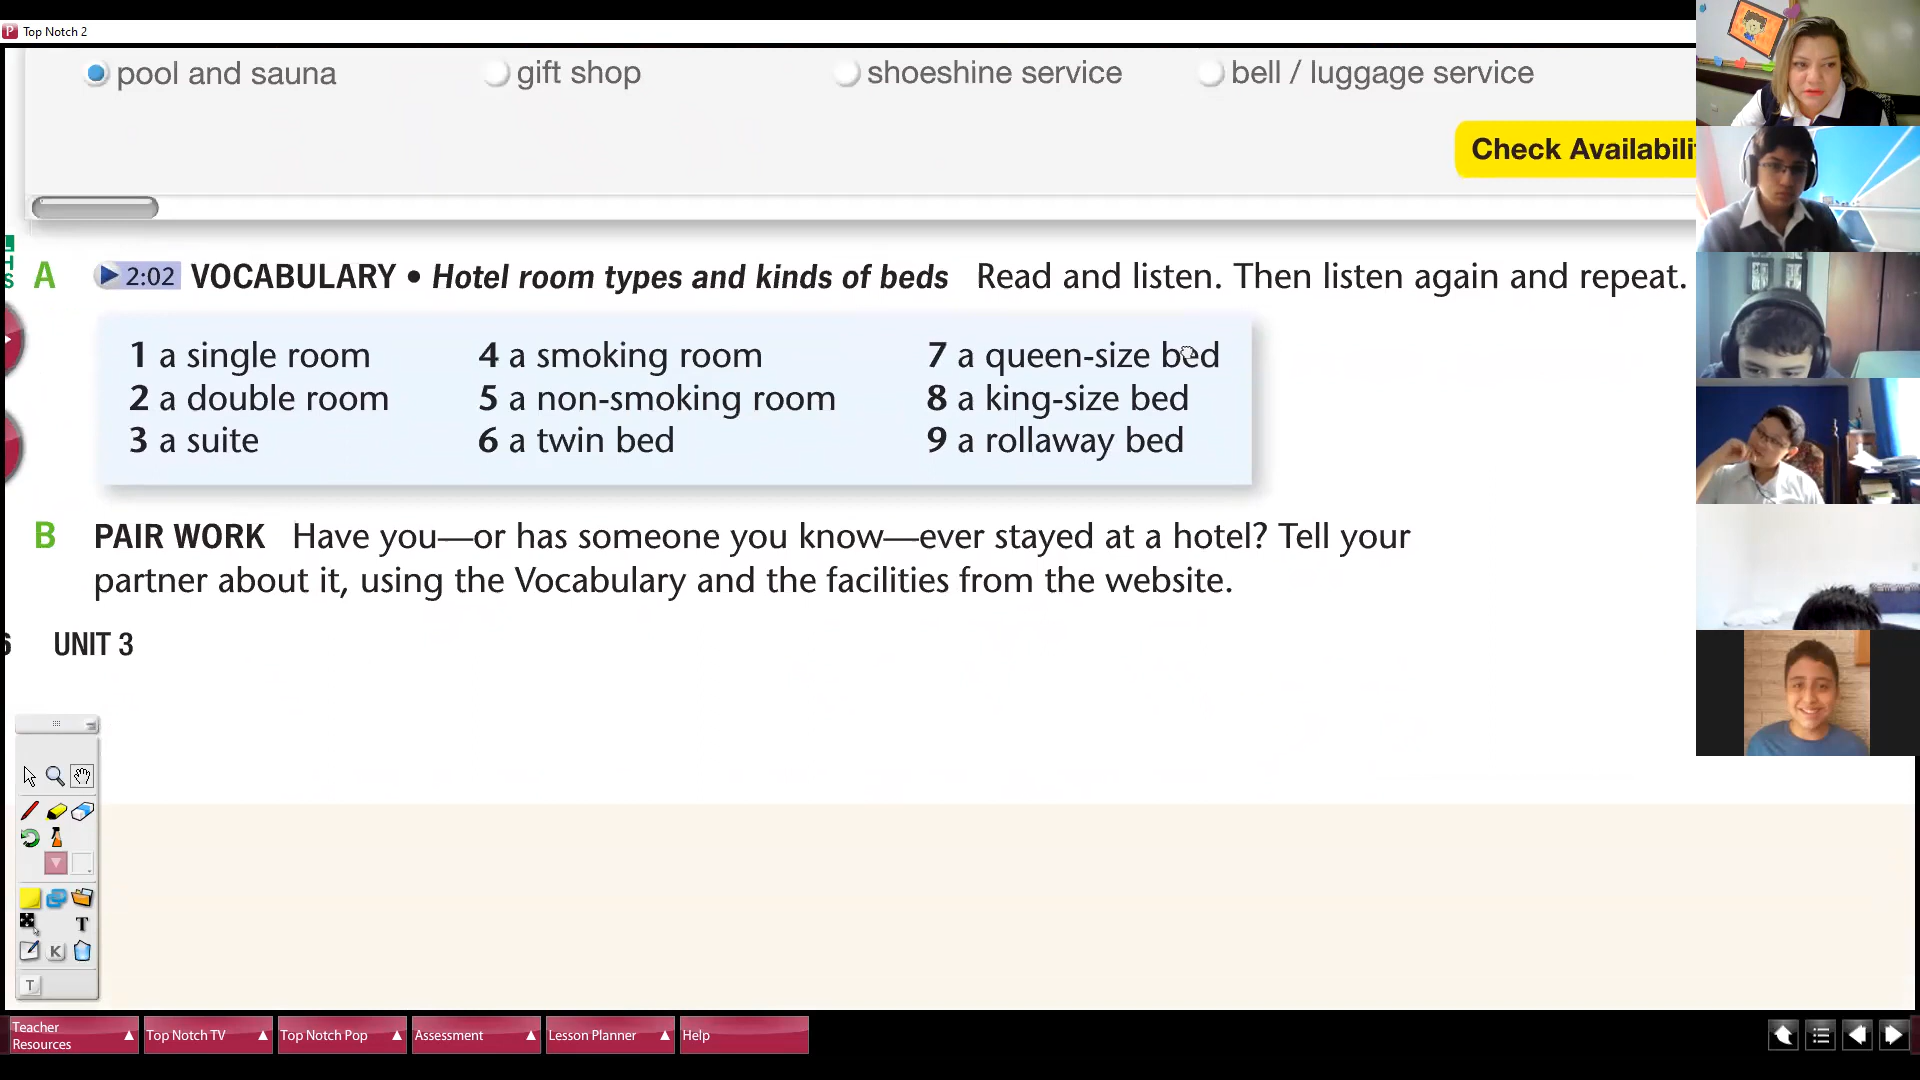 Top Notch 2
pool and sauna gift shop shoeshine service bell / luggage service
Check
A 2:02 VOCABULARY • Hotel room types and kinds of beds Read and listen. Then listen again and repeat.
1 a single room 4 a smoking room 7 a queen-size bed
2 a double room 5 a non-smoking room 8 a king-size bed
3 a suite 6 a twin bed 9 a rollaway bed
B PAIR WORK Have you—or has someone you know—ever stayed at a hotel? Tell your
partner about it, using the Vocabulary and the facilities from the website.
UNIT 3
T
K
T
Teacher
Resources
Top Notch TV Top Notch Pop Assessment Lesson Planner Help